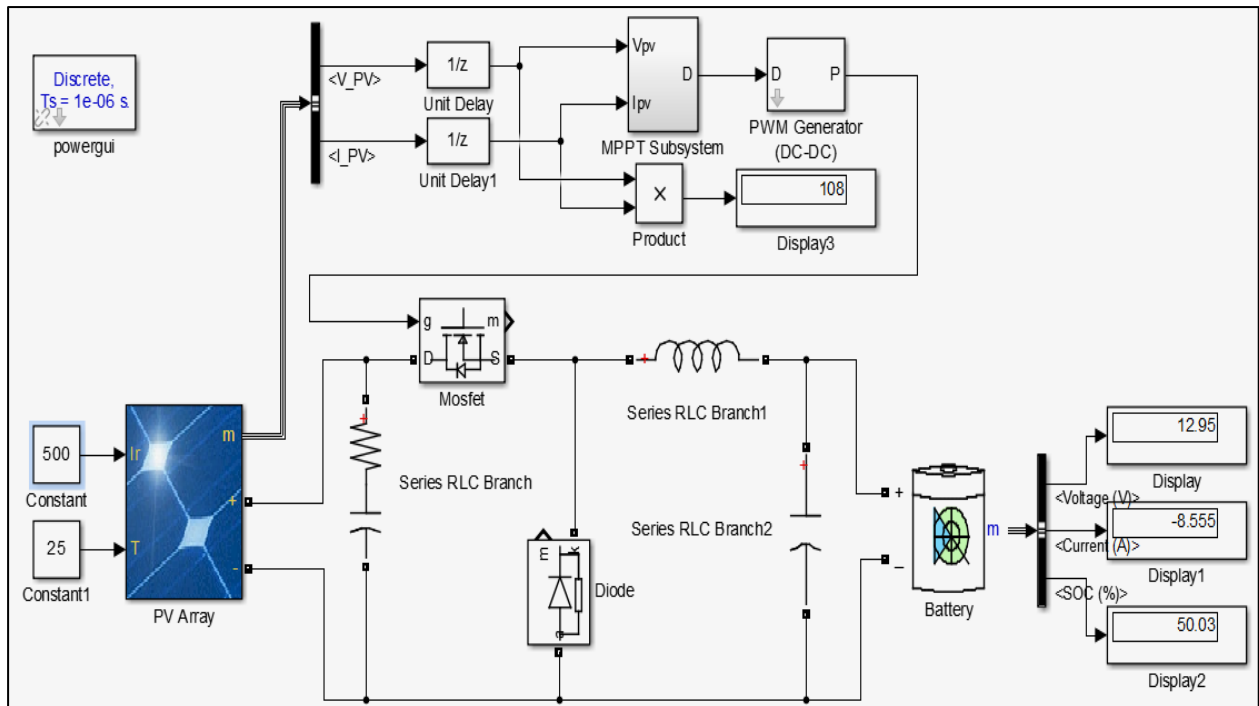 Discrete,
Ts = 1e-06 s.
powergui
<V_PV>
<I_PV>
1/z
Unit Delay
1/z
Unit Delay1
Vpv
Ipv
D
MPPT Subsystem
D
P
PWM Generator
(DC-DC)
×
Product
108
Display3
g
m
D
S
Mosfet
500
Constant
25
Constant1
Ir
T
m
+
-
PV Array
+
Series RLC Branch
+
Series RLC Branch1
+
Series RLC Branch2
m
k
a
Diode
+
_
m
Battery
<Voltage (V)>
<Current (A)>
<SOC (%)>
12.95
Display
-8.555
Display1
50.03
Display2